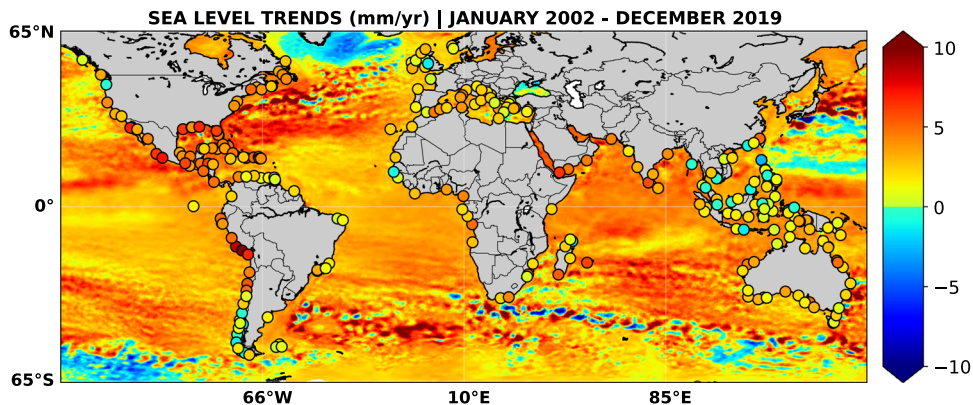 SEA LEVEL TRENDS (mm/yr) | JANUARY 2002 - DECEMBER 2019
65°N
0°
65°S
66°W
10°E
85°E
10
5
0
−5
−10